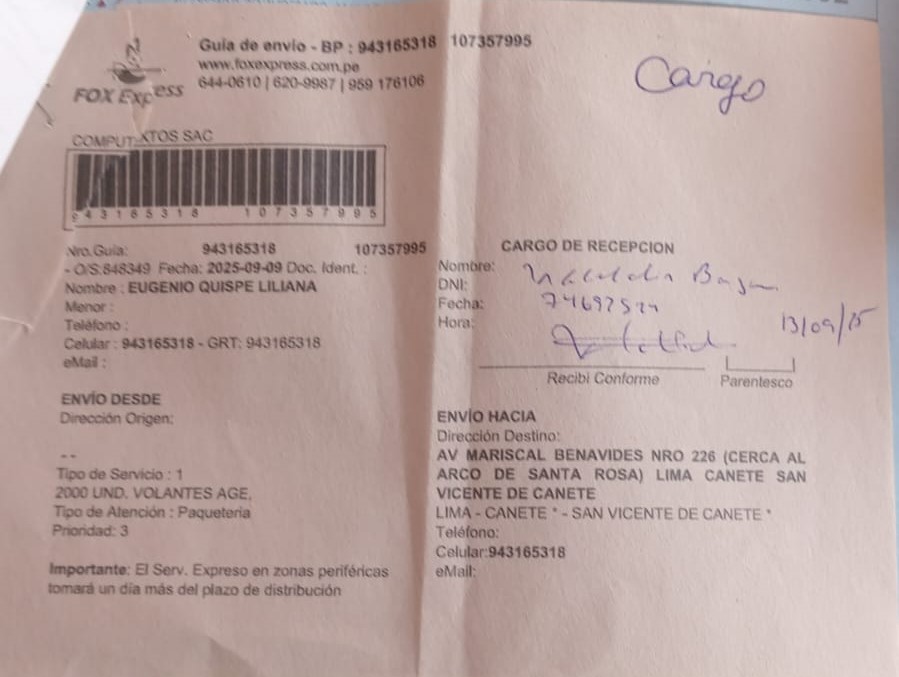 Guía de envio - BP : 943165318 107357995
www.foxexpress.com.pe
644-0610 | 620-9987 | 959 176106
FOX Express
Cargo
COMPUT XTOS SAC
943165318 107357995
Nro.Guía: 943165318 107357995
- O/S:848349 Fecha: 2025-09-09 Doc. Ident. :
Nombre : EUGENIO QUISPE LILIANA
Menor :
Teléfono :
Celular : 943165318 - GRT: 943165318
eMail :
ENVÍO DESDE
Dirección Origen:
--
Tipo de Servicio : 1
2000 UND. VOLANTES AGE,
Tipo de Atención : Paqueteria
Prioridad: 3
Importante: El Serv. Expreso en zonas periféricas
tomará un día más del plazo de distribución
CARGO DE RECEPCION
Nombre:
DNI:
Fecha:
Hora:
13/09/25
Recibi Conforme
Parentesco
ENVÍO HACIA
Dirección Destino:
AV MARISCAL BENAVIDES NRO 226 (CERCA AL
ARCO DE SANTA ROSA) LIMA CANETE SAN
VICENTE DE CANETE
LIMA - CANETE * - SAN VICENTE DE CANETE *
Teléfono:
Celular:943165318
eMail: